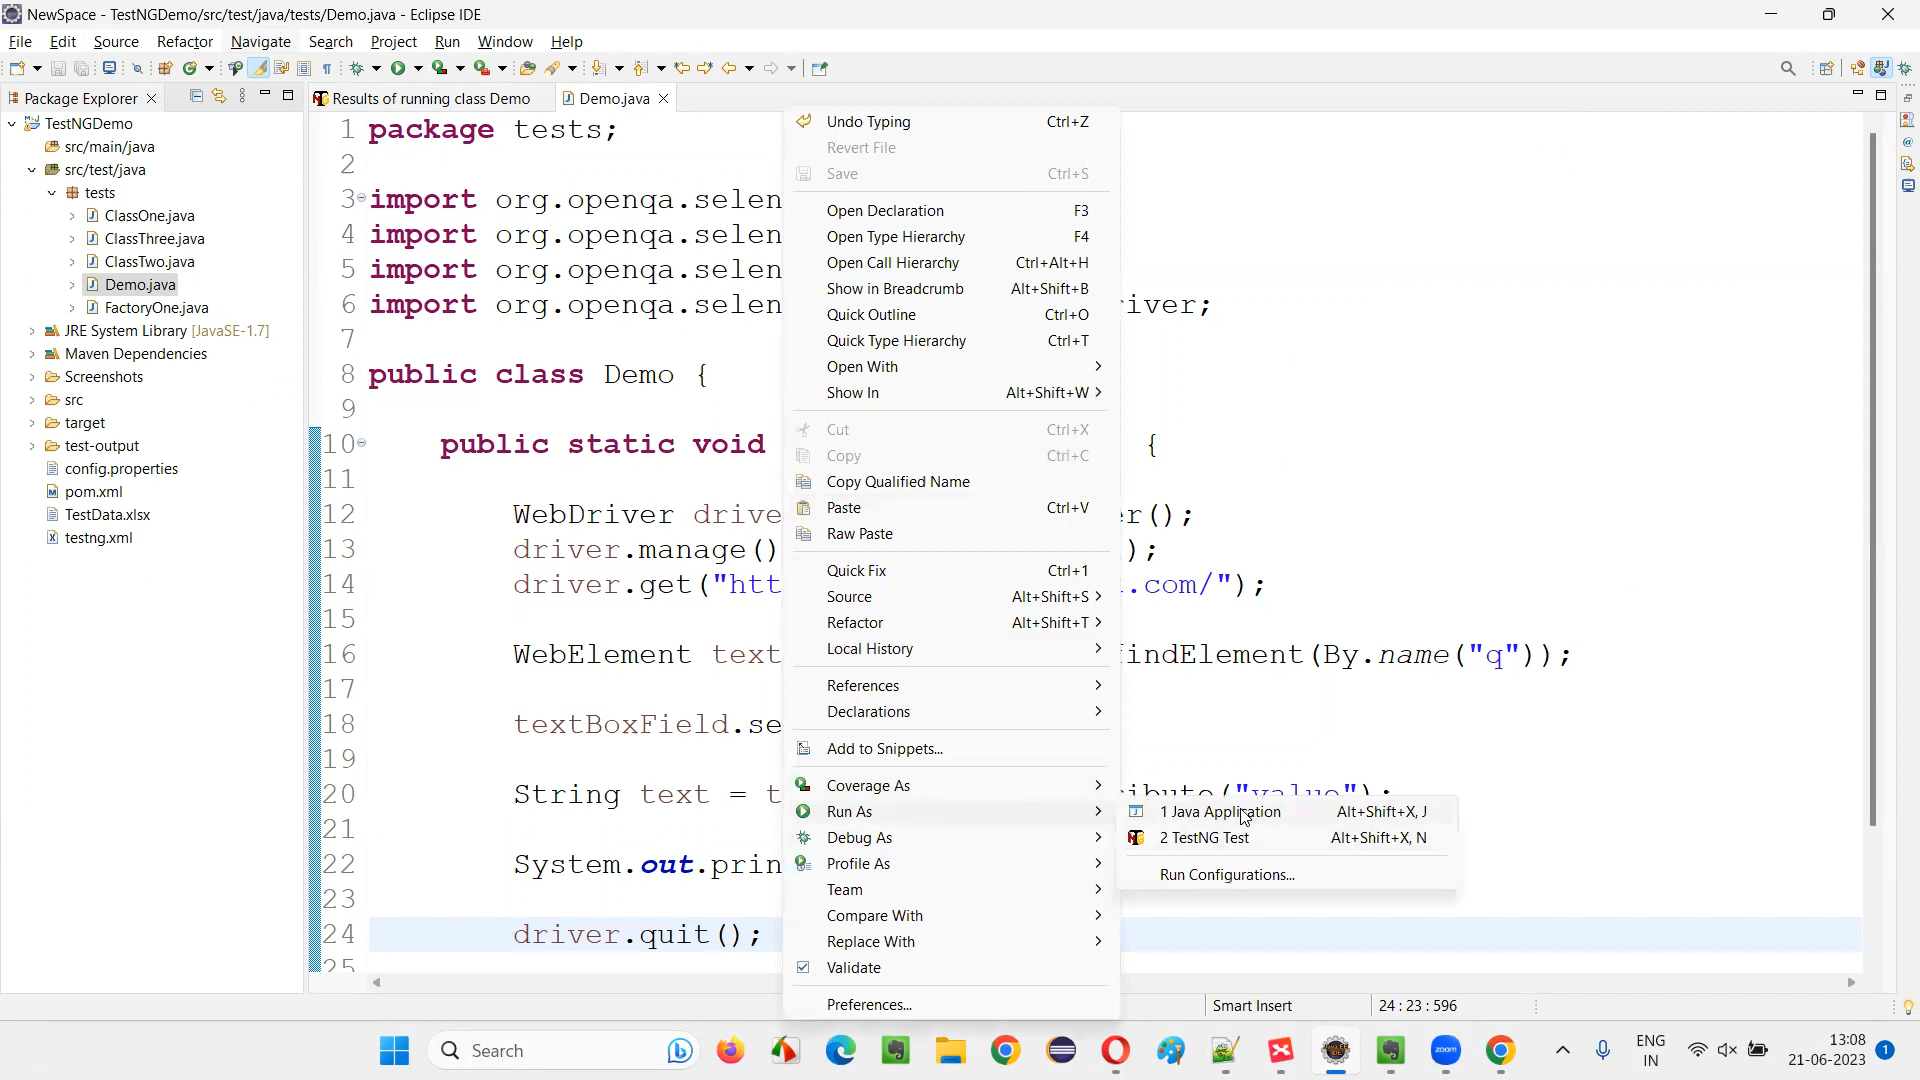 NewSpace - TestNGDemo/src/test/java/tests/Demo.java - Eclipse IDE
File Edit Source Refactor Navigate Search Project Run Window Help
Package Explorer
Results of running class Demo
Demo.java
TestNGDemo
src/main/java
src/test/java
tests
ClassOne.java
ClassThree.java
ClassTwo.java
Demo.java
FactoryOne.java
JRE System Library [JavaSE-1.7]
Maven Dependencies
Screenshots
src
target
test-output
config.properties
pom.xml
TestData.xlsx
testng.xml
1 package tests;
2
3 import org.openqa.selen
4 import org.openqa.selen
5 import org.openqa.selen
6 import org.openqa.selen iver;
7
8 public class Demo {
9
10 public static void {
11
12 WebDriver drive r();
13 driver.manage() );
14 driver.get("htt .com/");
15
16 WebElement text indElement(By.name("q"));
17
18 textBoxField.se
19
20 String text = t ibute("value");
21
22 System.out.prin
23
24 driver.quit();
25
Undo Typing Ctrl+Z
Revert File
Save Ctrl+S
Open Declaration F3
Open Type Hierarchy F4
Open Call Hierarchy Ctrl+Alt+H
Show in Breadcrumb Alt+Shift+B
Quick Outline Ctrl+O
Quick Type Hierarchy Ctrl+T
Open With
Show In Alt+Shift+W
Cut Ctrl+X
Copy Ctrl+C
Copy Qualified Name
Paste Ctrl+V
Raw Paste
Quick Fix Ctrl+1
Source Alt+Shift+S
Refactor Alt+Shift+T
Local History
References
Declarations
Add to Snippets...
Coverage As
Run As
Debug As
Profile As
Team
Compare With
Replace With
Validate
Preferences...
1 Java Application Alt+Shift+X, J
2 TestNG Test Alt+Shift+X, N
Run Configurations...
Smart Insert
24 : 23 : 596
Search
zoom
ENG
IN
13:08
21-06-2023
1